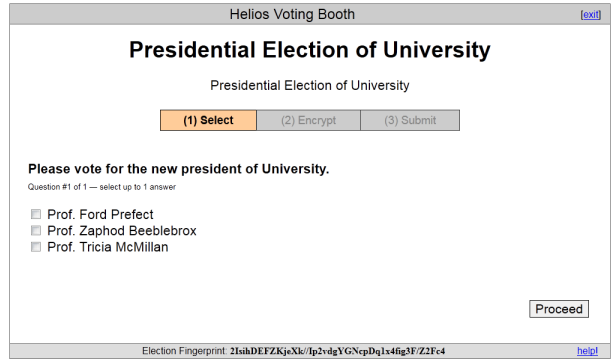 Helios Voting Booth [exit]
Presidential Election of University
Presidential Election of University
(1) Select (2) Encrypt (3) Submit
Please vote for the new president of University.
Question #1 of 1 — select up to 1 answer
Prof. Ford Prefect
Prof. Zaphod Beeblebrox
Prof. Tricia McMillan
Proceed
Election Fingerprint: 2IsihDEFZKjeXk//Ip2vdgYGNcpDq1x4fig3F/Z2Fc4 help!